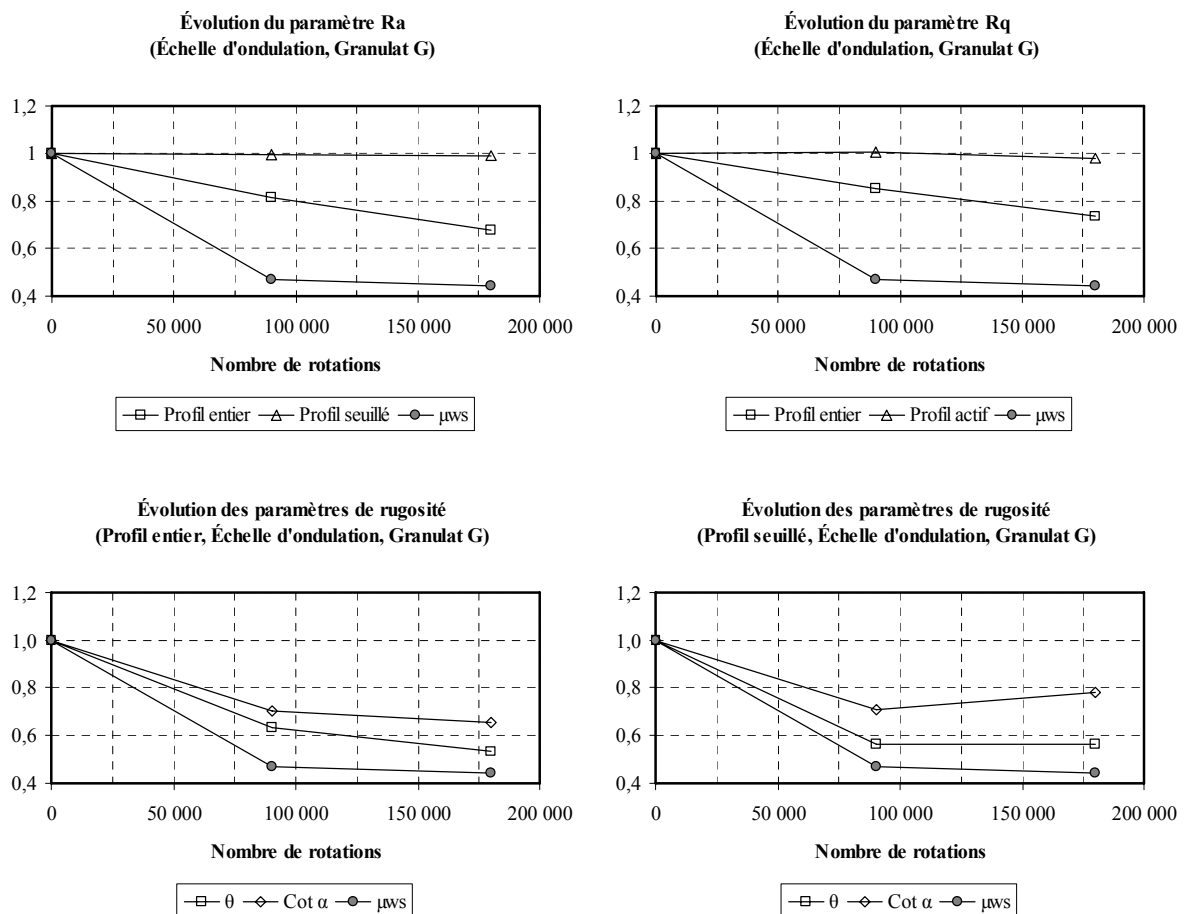 Évolution du paramètre Ra
(Échelle d'ondulation, Granulat G)
1,2
1
0,8
0,6
0,4
0 50 000 100 000 150 000 200 000
Nombre de rotations
Profil entier Profil seuillé µws
Évolution du paramètre Rq
(Échelle d'ondulation, Granulat G)
1,2
1
0,8
0,6
0,4
0 50 000 100 000 150 000 200 000
Nombre de rotations
Profil entier Profil actif µws
Évolution des paramètres de rugosité
(Profil entier, Échelle d'ondulation, Granulat G)
1,2
1,0
0,8
0,6
0,4
0 50 000 100 000 150 000 200 000
Nombre de rotations
θ Cot α µws
Évolution des paramètres de rugosité
(Profil seuillé, Échelle d'ondulation, Granulat G)
1,2
1,0
0,8
0,6
0,4
0 50 000 100 000 150 000 200 000
Nombre de rotations
θ Cot α µws